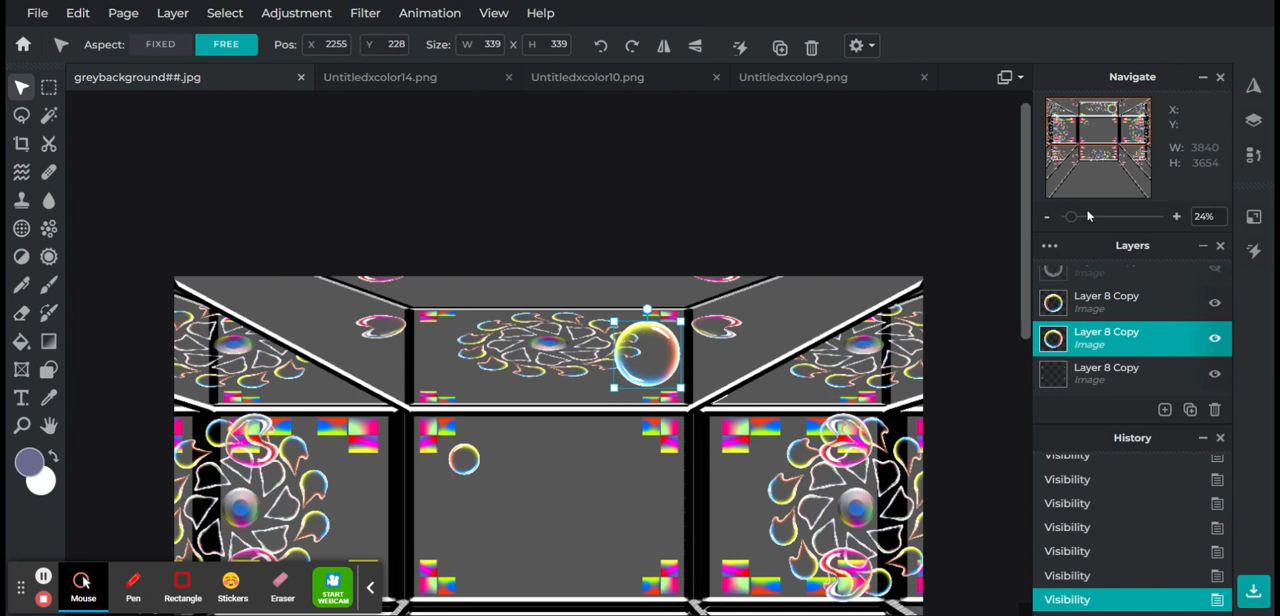 File Edit Page Layer Select Adjustment Filter Animation View Help
Aspect: FIXED FREE Pos: X 2255 Y 228 Size: W 339 X H 339
greybackground##.jpg × Untitledxcolor14.png × Untitledxcolor10.png × Untitledxcolor9.png ×
Navigate
X:
Y:
W: 3840
H: 3654
- + 24%
Layers
Image
Layer 8 Copy
Image
Layer 8 Copy
Image
Layer 8 Copy
Image
History
Visibility
Visibility
Visibility
Visibility
Visibility
Visibility
Visibility
Mouse Pen Rectangle Stickers Eraser START
WEBCAM